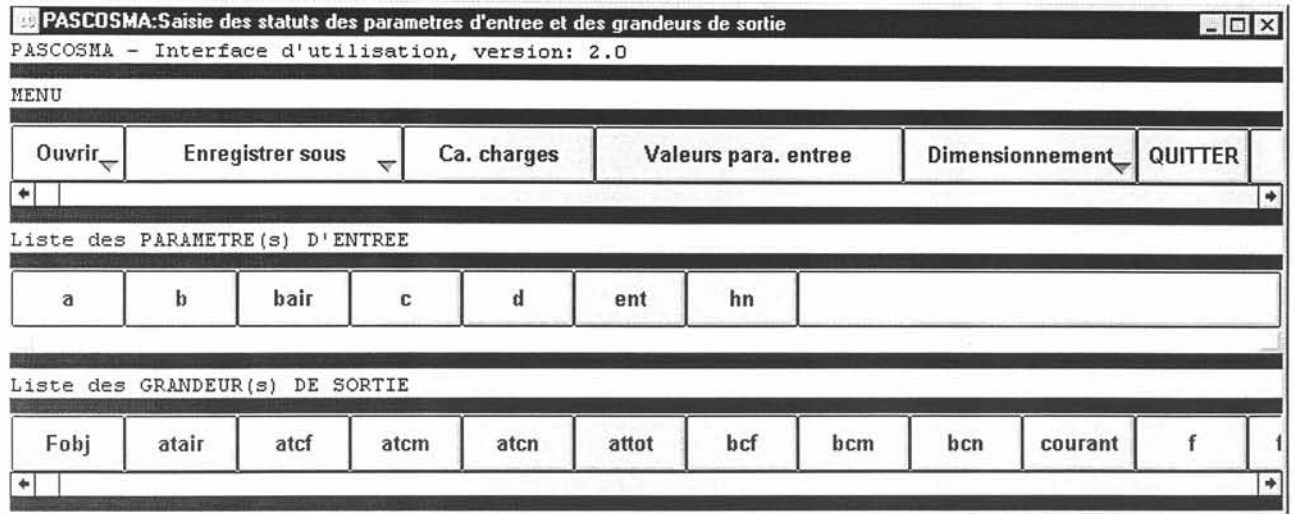 PASCOSMA:Saisie des statuts des parametres d'entree et des grandeurs de sortie
PASCOSMA - Interface d'utilisation, version: 2.0
MENU
Ouvrir Enregistrer sous Ca. charges Valeurs para. entree Dimensionnement QUITTER
Liste des PARAMETRE(s) D'ENTREE
a b bair c d ent hn
Liste des GRANDEUR(s) DE SORTIE
Fobj atair atcf atcm atcn attot bcf bcm bcn courant f